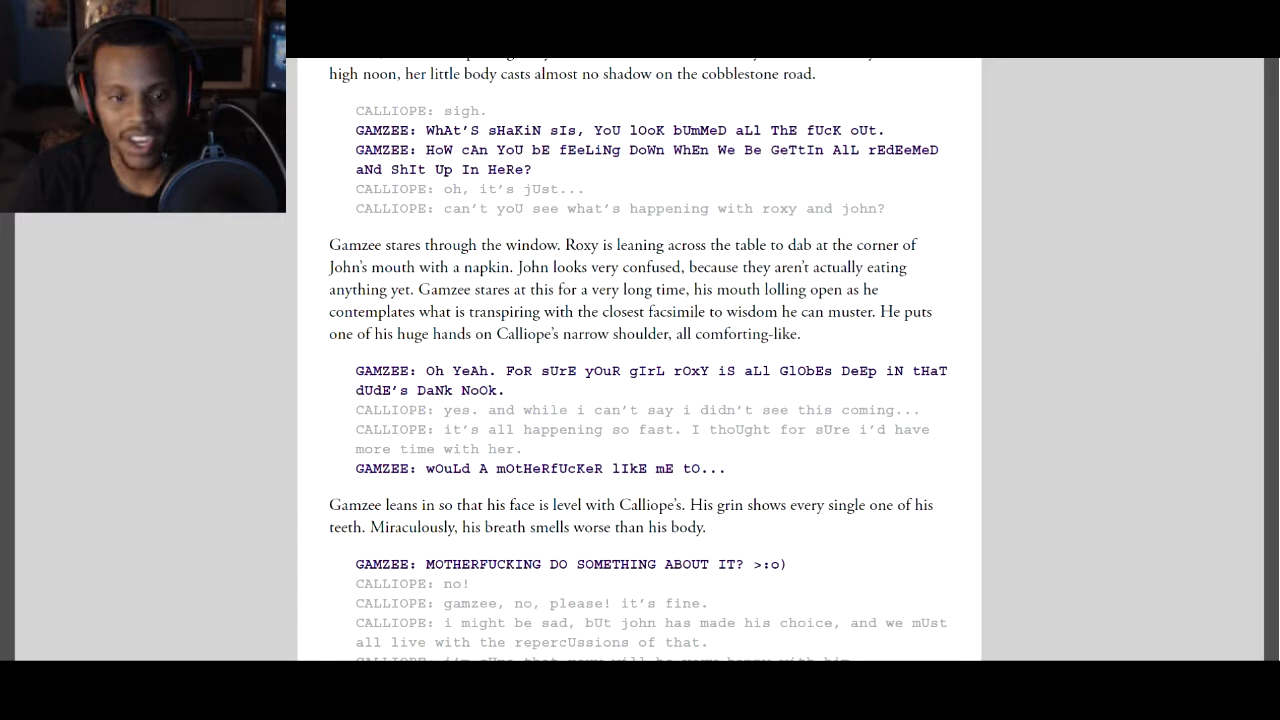 high noon, her little body casts almost no shadow on the cobblestone road.
CALLIOPE: sigh.
GAMZEE: WhAt'S sHaKiN sIs, YoU lOoK bUmMeD aLl ThE fUcK oUt.
GAMZEE: HoW cAn YoU bE fEeLiNg DoWn WhEn We Be GeTtIn AlL rEdEeMeD
aNd ShIt Up In HeRe?
CALLIOPE: oh, it's jUst...
CALLIOPE: can't yoU see what's happening with roxy and john?
Gamzee stares through the window. Roxy is leaning across the table to dab at the corner of
John's mouth with a napkin. John looks very confused, because they aren't actually eating
anything yet. Gamzee stares at this for a very long time, his mouth lolling open as he
contemplates what is transpiring with the closest facsimile to wisdom he can muster. He puts
one of his huge hands on Calliope's narrow shoulder, all comforting-like.
GAMZEE: Oh YeAh. FoR sUrE yOuR gIrL rOxY iS aLl GlObEs DeEp iN tHaT
dUdE's DaNk NoOk.
CALLIOPE: yes. and while i can't say i didn't see this coming...
CALLIOPE: it's all happening so fast. I thoUght for sUre i'd have
more time with her.
GAMZEE: wOuLd A mOtHeRfUcKeR lIkE mE tO...
Gamzee leans in so that his face is level with Calliope's. His grin shows every single one of his
teeth. Miraculously, his breath smells worse than his body.
GAMZEE: MOTHERFUCKING DO SOMETHING ABOUT IT? >:o)
CALLIOPE: no!
CALLIOPE: gamzee, no, please! it's fine.
CALLIOPE: i might be sad, bUt john has made his choice, and we mUst
all live with the repercUssions of that.
CALLIOPE: i'm sUre that roxy will be very happy with him